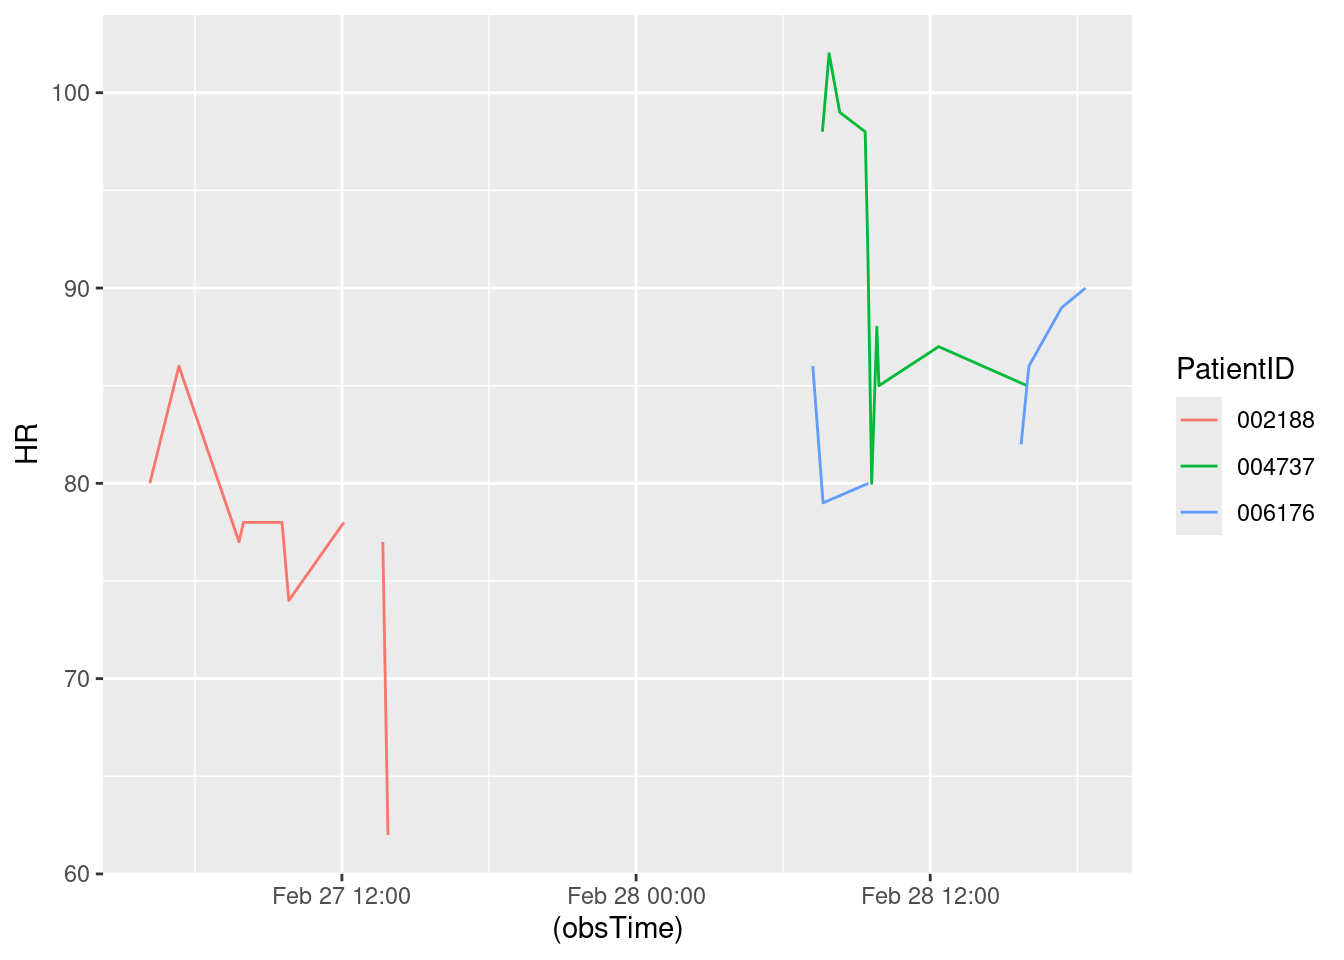 HR
100
90
80
70
60
Feb 27 12:00
Feb 28 00:00
Feb 28 12:00
(obsTime)
PatientID
002188
004737
006176